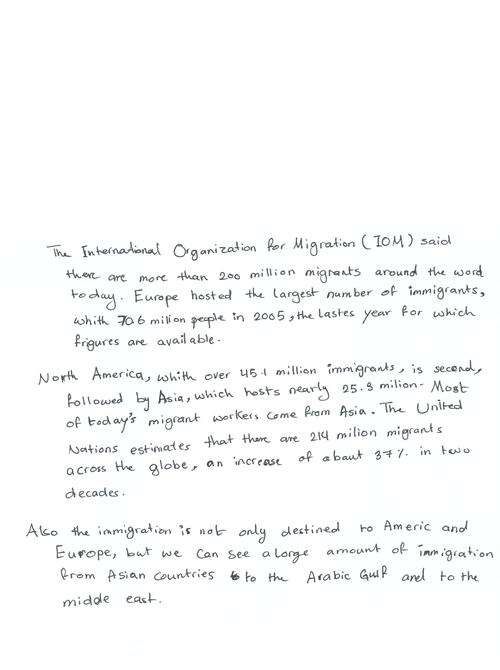 The International Organization for Migration (IOM) said
there are more than 200 million migrants around the word
today. Europe hosted the largest number of immigrants,
whith 70.6 milion people in 2005, the lastes year for which
frigures are available.
North America, whith over 45.1 million immigrants, is second,
followed by Asia, which hosts nearly 25.3 milion. Most
of today's migrant workers come from Asia. The United
Nations estimates that there are 214 milion migrants
across the globe, an increase of about 37% in two
decades.
Also the immigration is not only destined to Americ and
Europe, but we can see a large amount of immigration
from Asian countries to the Arabic Gulf and to the
midde east.